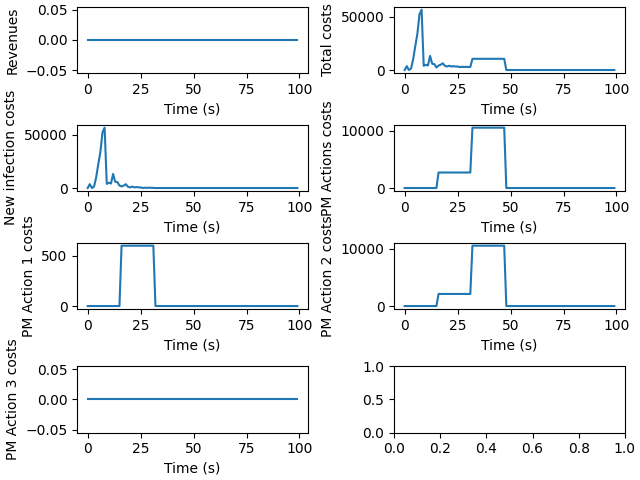 Revenues
0.05
0.00
−0.05
0 25 50 75 100
Time (s)
Total costs
50000
0
0 25 50 75 100
Time (s)
New infection costs
50000
0
0 25 50 75 100
Time (s)
PM Actions costs
10000
0
0 25 50 75 100
Time (s)
PM Action 1 costs
500
0
0 25 50 75 100
Time (s)
PM Action 2 costs
10000
0
0 25 50 75 100
Time (s)
PM Action 3 costs
0.05
0.00
−0.05
0 25 50 75 100
Time (s)
1.0
0.5
0.0
0.0 0.2 0.4 0.6 0.8 1.0